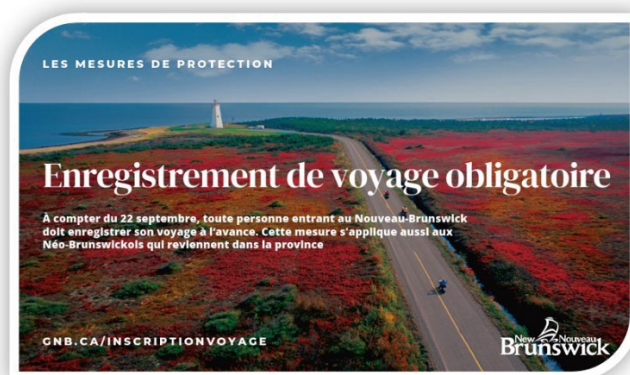 LES MESURES DE PROTECTION
Enregistrement de voyage obligatoire
À compter du 22 septembre, toute personne entrant au Nouveau-Brunswick
doit enregistrer son voyage à l'avance. Cette mesure s'applique aussi aux
Néo-Brunswickois qui reviennent dans la province
GNB.CA/INSCRIPTIONVOYAGE
New Nouveau
Brunswick